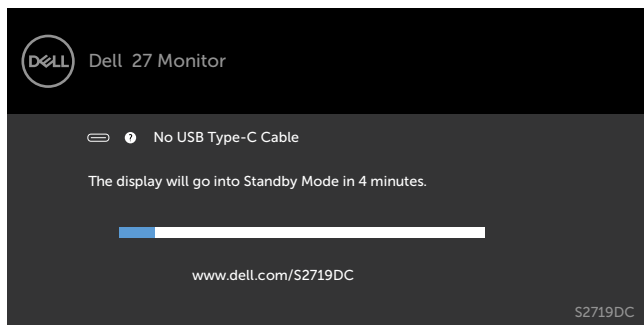 DELL Dell 27 Monitor
? No USB Type-C Cable
The display will go into Standby Mode in 4 minutes.
www.dell.com/S2719DC
S2719DC